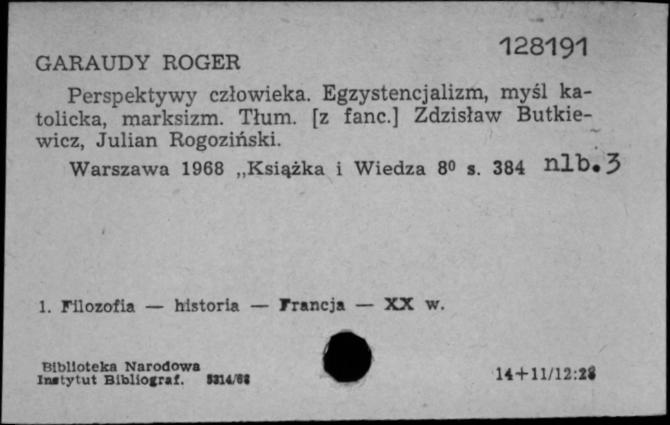 128191
GARAUDY ROGER
Perspektywy człowieka. Egzystencjalizm, myśl ka-
tolicka, marksizm. Tłum. [z fanc.] Zdzisław Butkie-
wicz, Julian Rogoziński.
Warszawa 1968 „Książka i Wiedza 8⁰ s. 384 nlb. 3
1. Filozofia — historia — Francja — XX w.
Biblioteka Narodowa
Instytut Bibliograf.
14+11/12:28